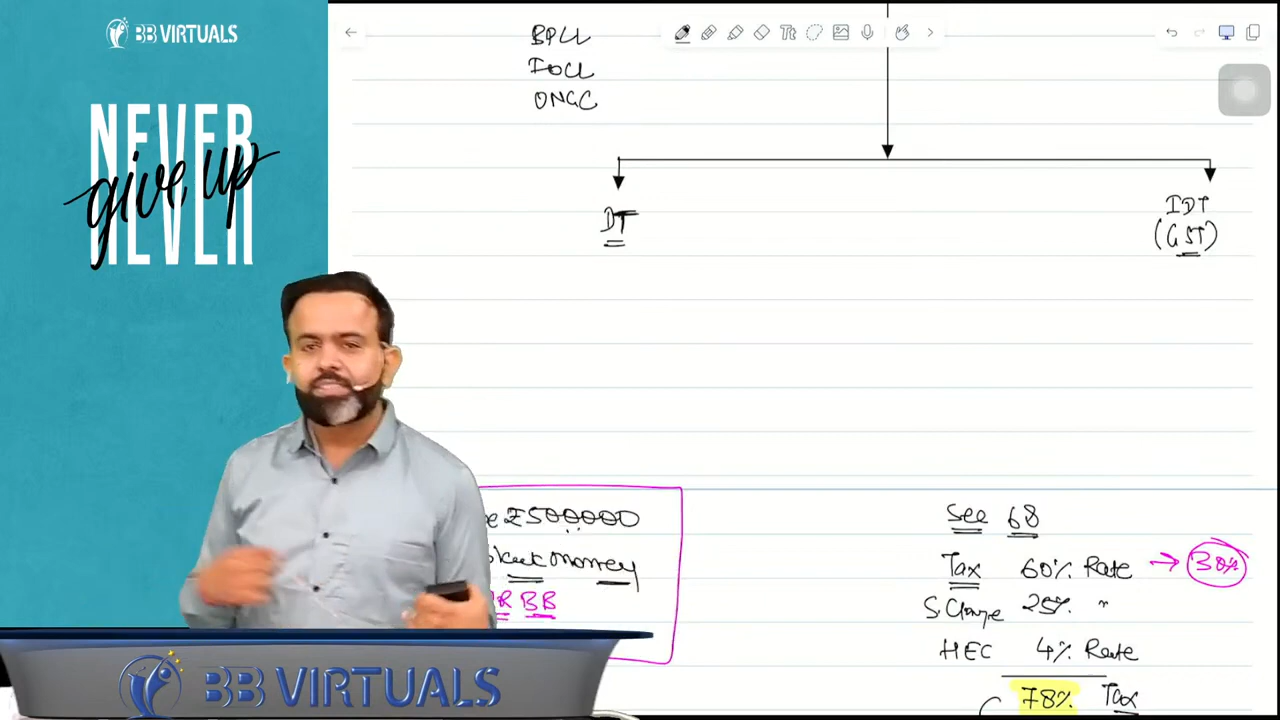 BB VIRTUALS
NEVER
give up
NEVER
BPCL
IOCL
ONGC
DT
IDT
(GST)
₹500000
money
BB
Sec 68
Tax 60% Rate → 30%
S Charge 25% "
HEC 4% Rate
78% Tax
BB VIRTUALS